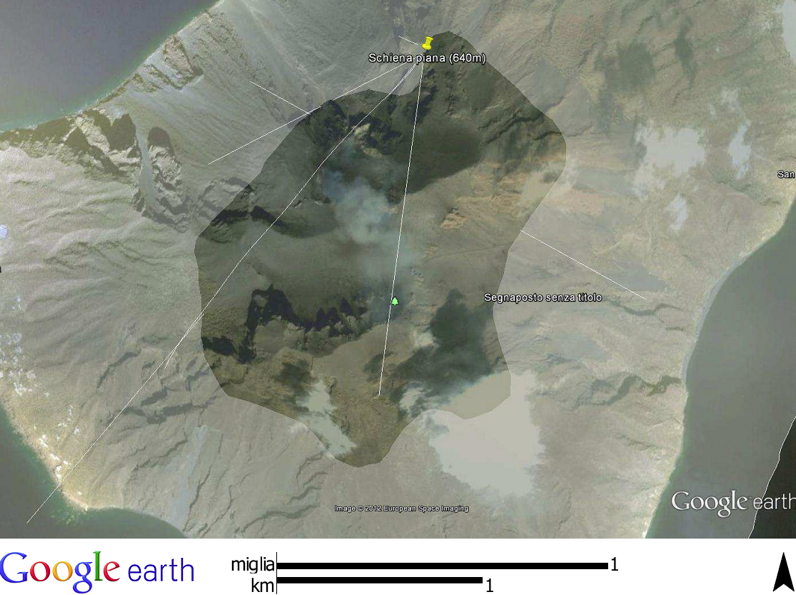 Schiena piana (640m)
San
Segnaposto senza titolo
Image © 2012 European Space Imaging
Google earth
Google earth
miglia 1
km 1